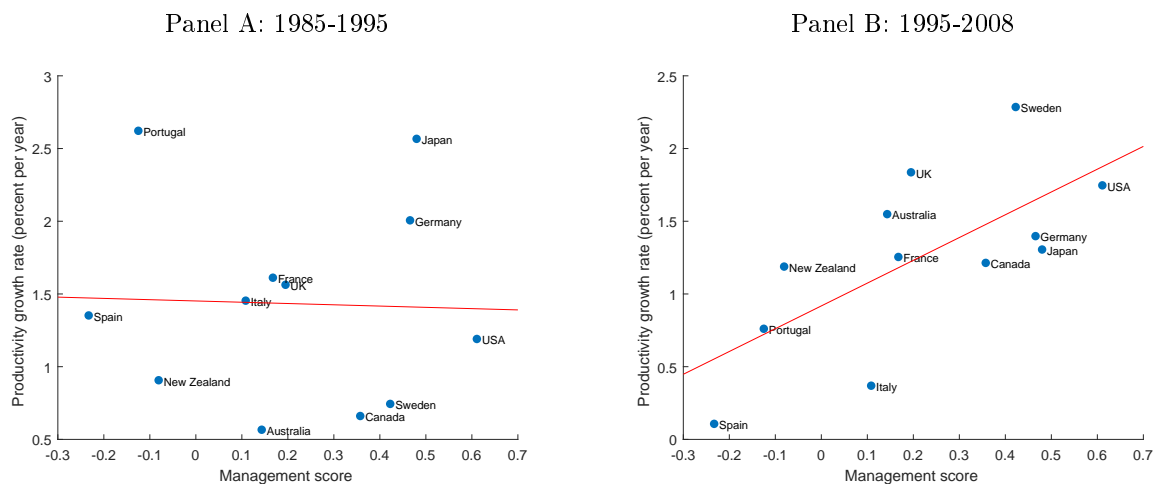 Panel A: 1985-1995
3
2.5
2
1.5
1
0.5
-0.3 -0.2 -0.1 0 0.1 0.2 0.3 0.4 0.5 0.6 0.7
Productivity growth rate (percent per year)
Management score
Portugal
Japan
Germany
France
UK
Italy
Spain
USA
New Zealand
Sweden
Canada
Australia
Panel B: 1995-2008
2.5
2
1.5
1
0.5
0
-0.3 -0.2 -0.1 0 0.1 0.2 0.3 0.4 0.5 0.6 0.7
Productivity growth rate (percent per year)
Management score
Sweden
UK
USA
Australia
Germany
Japan
France
Canada
New Zealand
Portugal
Italy
Spain